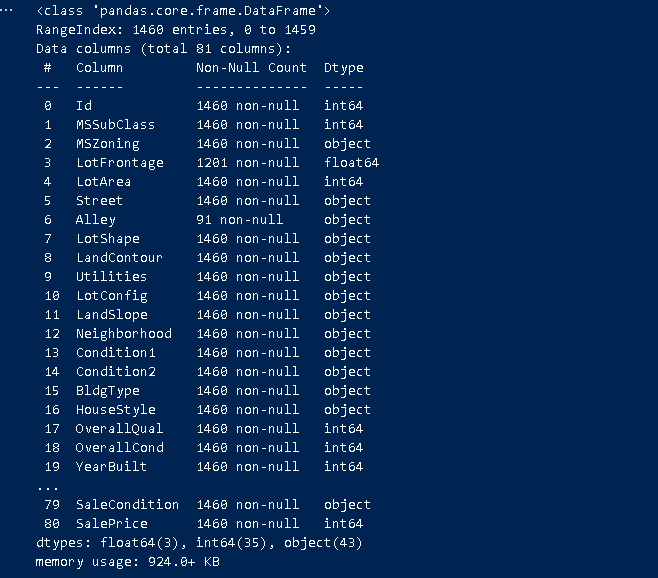 ...
<class 'pandas.core.frame.DataFrame'>
RangeIndex: 1460 entries, 0 to 1459
Data columns (total 81 columns):
 #   Column         Non-Null Count  Dtype
---  ------         --------------  -----
 0   Id             1460 non-null   int64
 1   MSSubClass     1460 non-null   int64
 2   MSZoning       1460 non-null   object
 3   LotFrontage    1201 non-null   float64
 4   LotArea        1460 non-null   int64
 5   Street         1460 non-null   object
 6   Alley          91 non-null     object
 7   LotShape       1460 non-null   object
 8   LandContour    1460 non-null   object
 9   Utilities      1460 non-null   object
 10  LotConfig      1460 non-null   object
 11  LandSlope      1460 non-null   object
 12  Neighborhood   1460 non-null   object
 13  Condition1     1460 non-null   object
 14  Condition2     1460 non-null   object
 15  BldgType       1460 non-null   object
 16  HouseStyle     1460 non-null   object
 17  OverallQual    1460 non-null   int64
 18  OverallCond    1460 non-null   int64
 19  YearBuilt      1460 non-null   int64
...
 79  SaleCondition  1460 non-null   object
 80  SalePrice      1460 non-null   int64
dtypes: float64(3), int64(35), object(43)
memory usage: 924.0+ KB